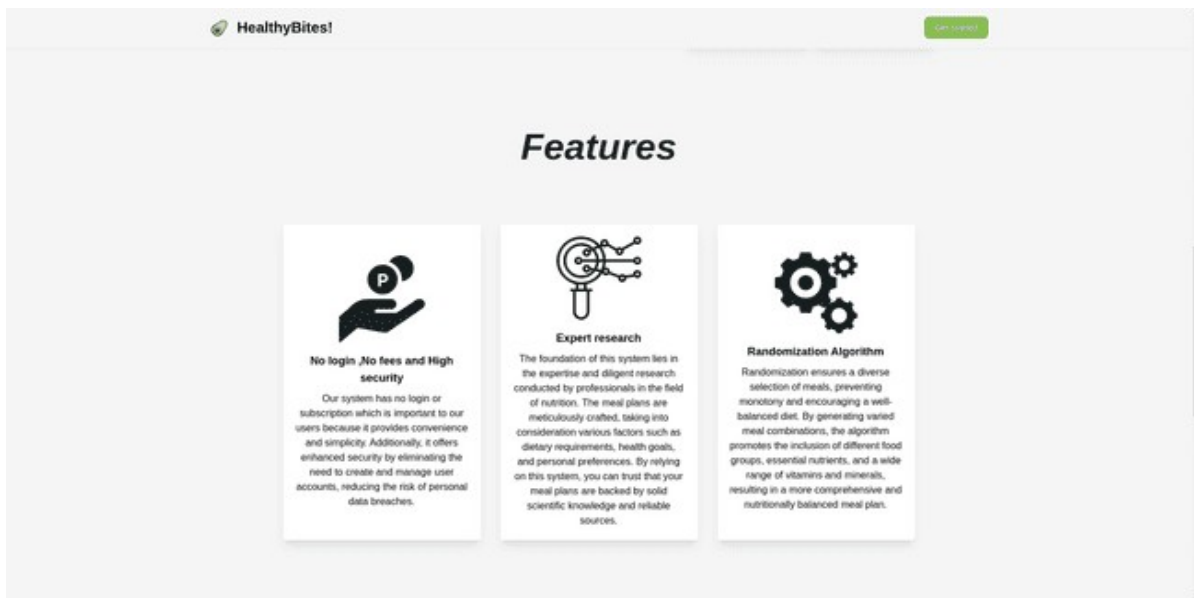 HealthyBites!
Get started
Features
P
No login ,No fees and High
security
Our system has no login or
subscription which is important to our
users because it provides convenience
and simplicity. Additionally, it offers
enhanced security by eliminating the
need to create and manage user
accounts, reducing the risk of personal
data breaches.
Expert research
The foundation of this system lies in
the expertise and diligent research
conducted by professionals in the field
of nutrition. The meal plans are
meticulously crafted, taking into
consideration various factors such as
dietary requirements, health goals,
and personal preferences. By relying
on this system, you can trust that your
meal plans are backed by solid
scientific knowledge and reliable
sources.
Randomization Algorithm
Randomization ensures a diverse
selection of meals, preventing
monotony and encouraging a well-
balanced diet. By generating varied
meal combinations, the algorithm
promotes the inclusion of different food
groups, essential nutrients, and a wide
range of vitamins and minerals,
resulting in a more comprehensive and
nutritionally balanced meal plan.